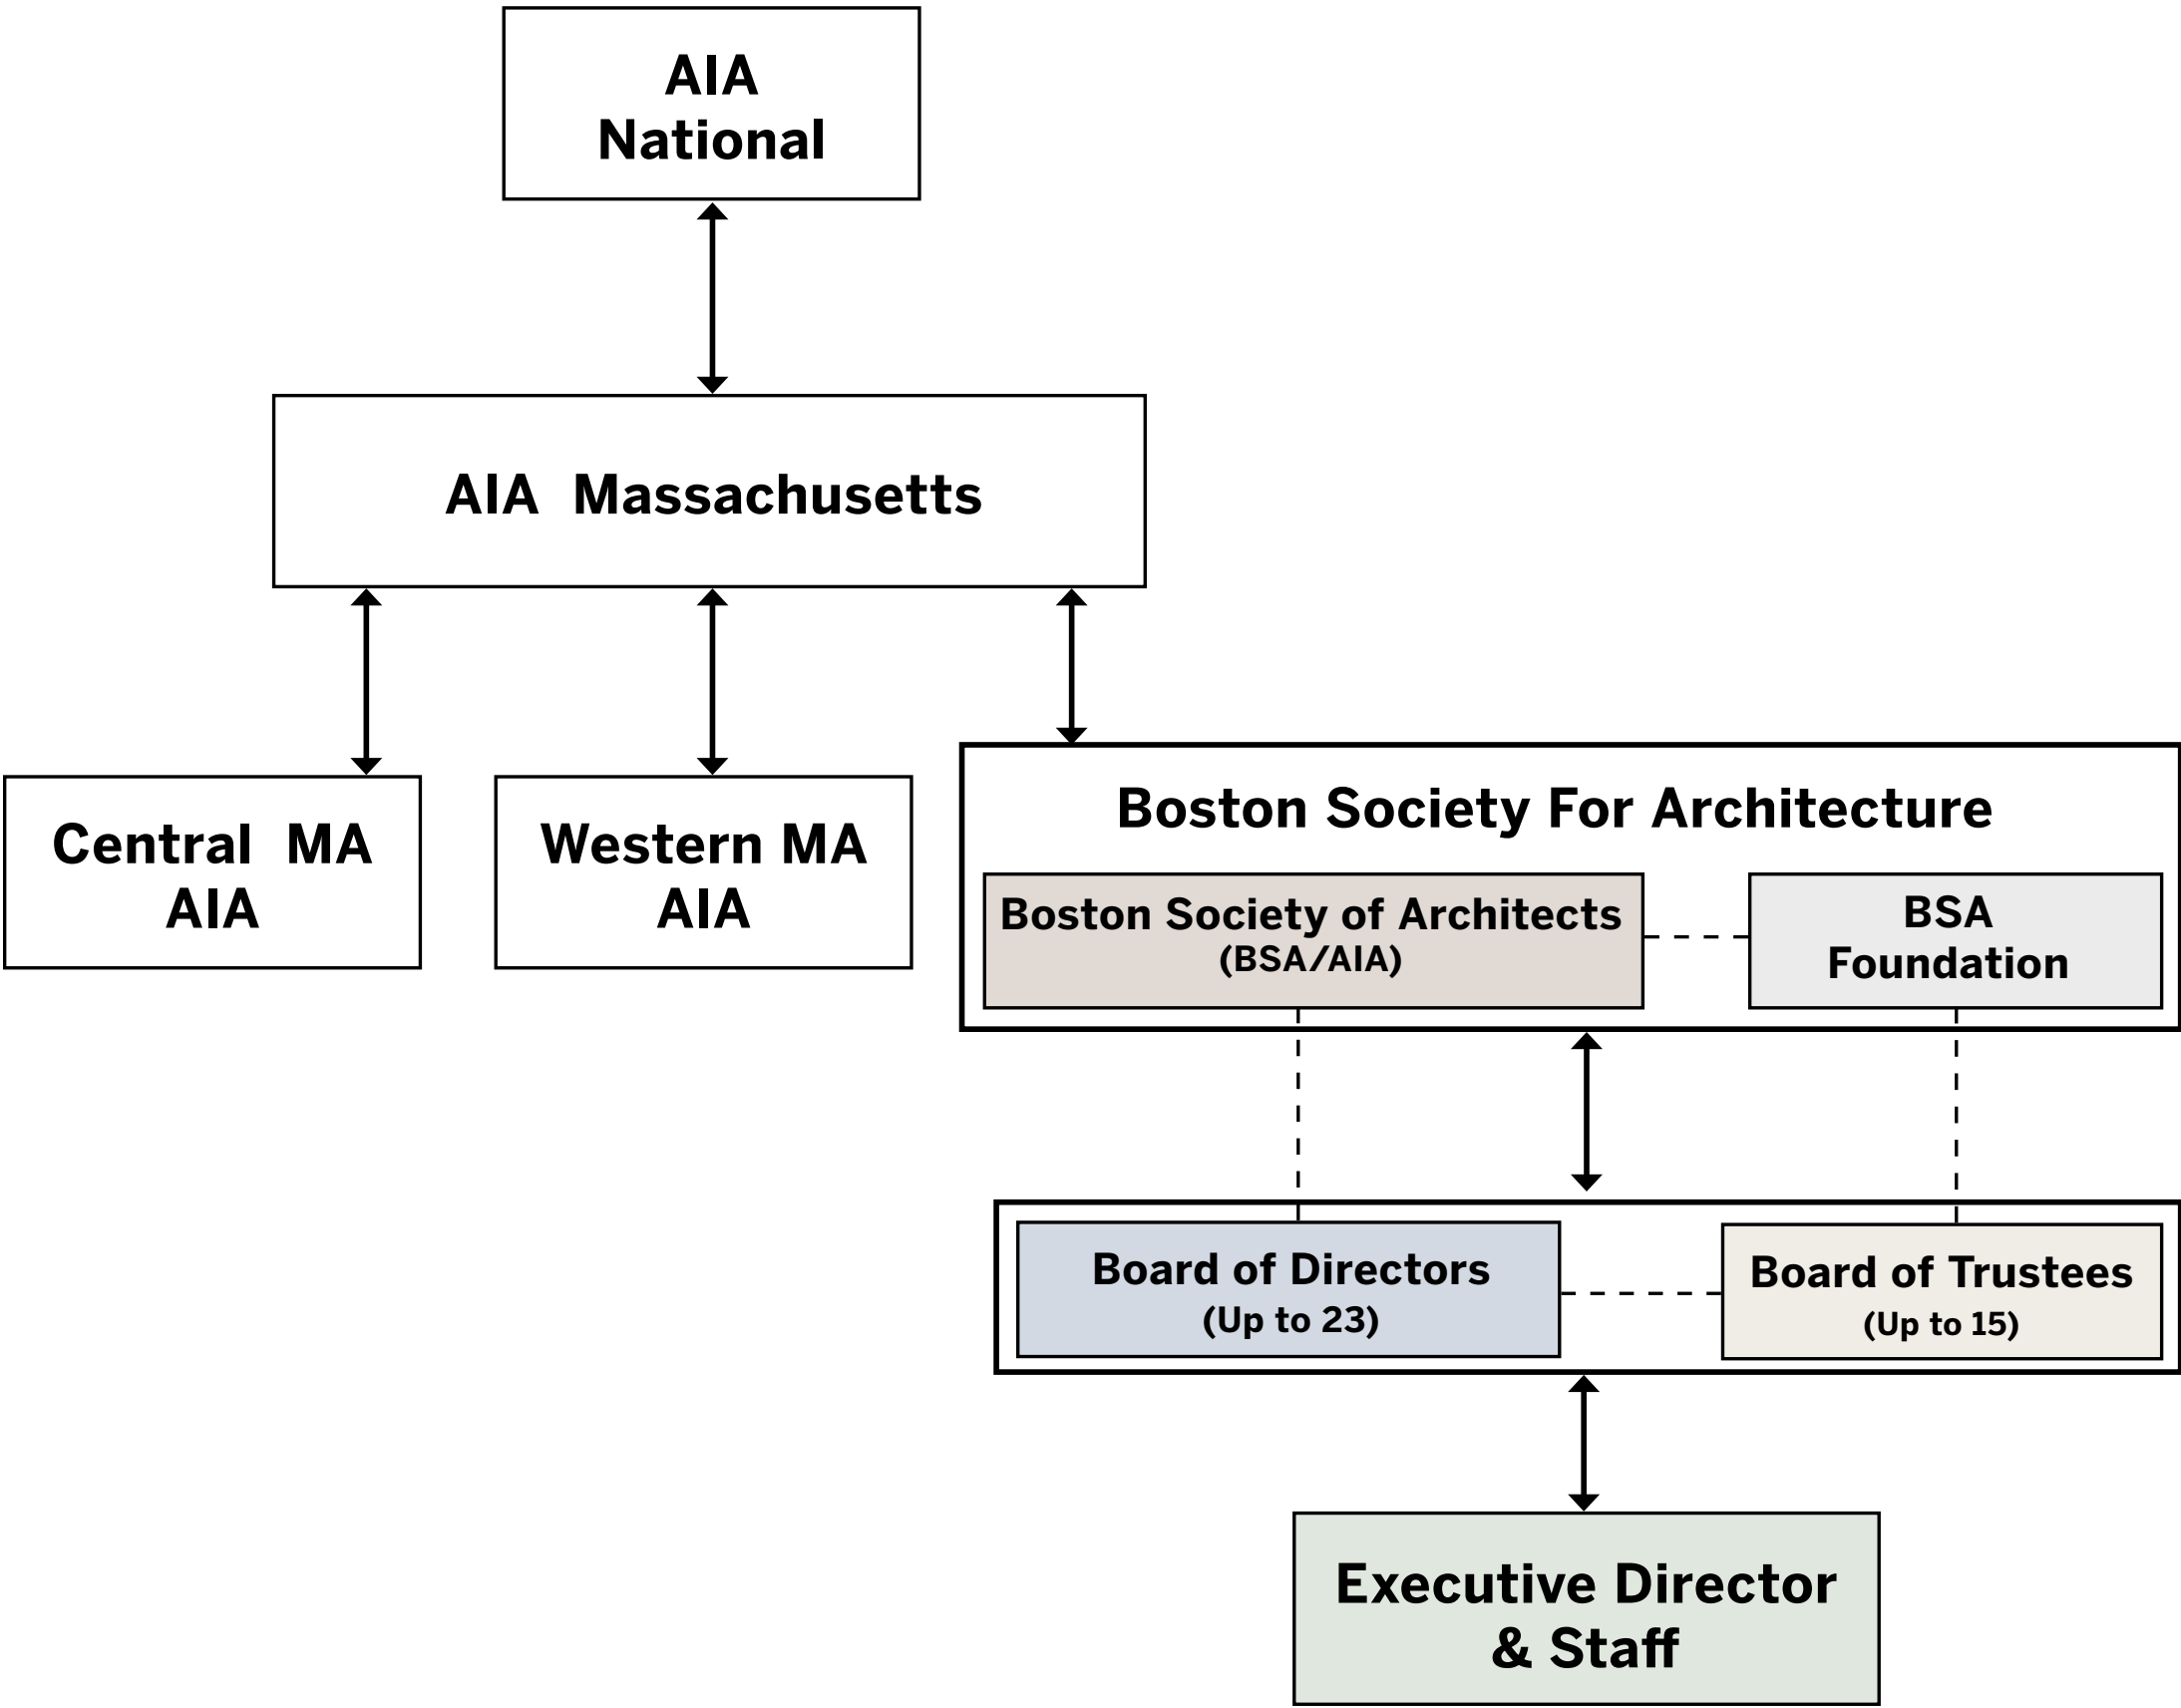 AIA
National
AIA Massachusetts
Central MA
AIA
Western MA
AIA
Boston Society For Architecture
Boston Society of Architects
(BSA/AIA)
BSA
Foundation
Board of Directors
(Up to 23)
Board of Trustees
(Up to 15)
Executive Director
& Staff